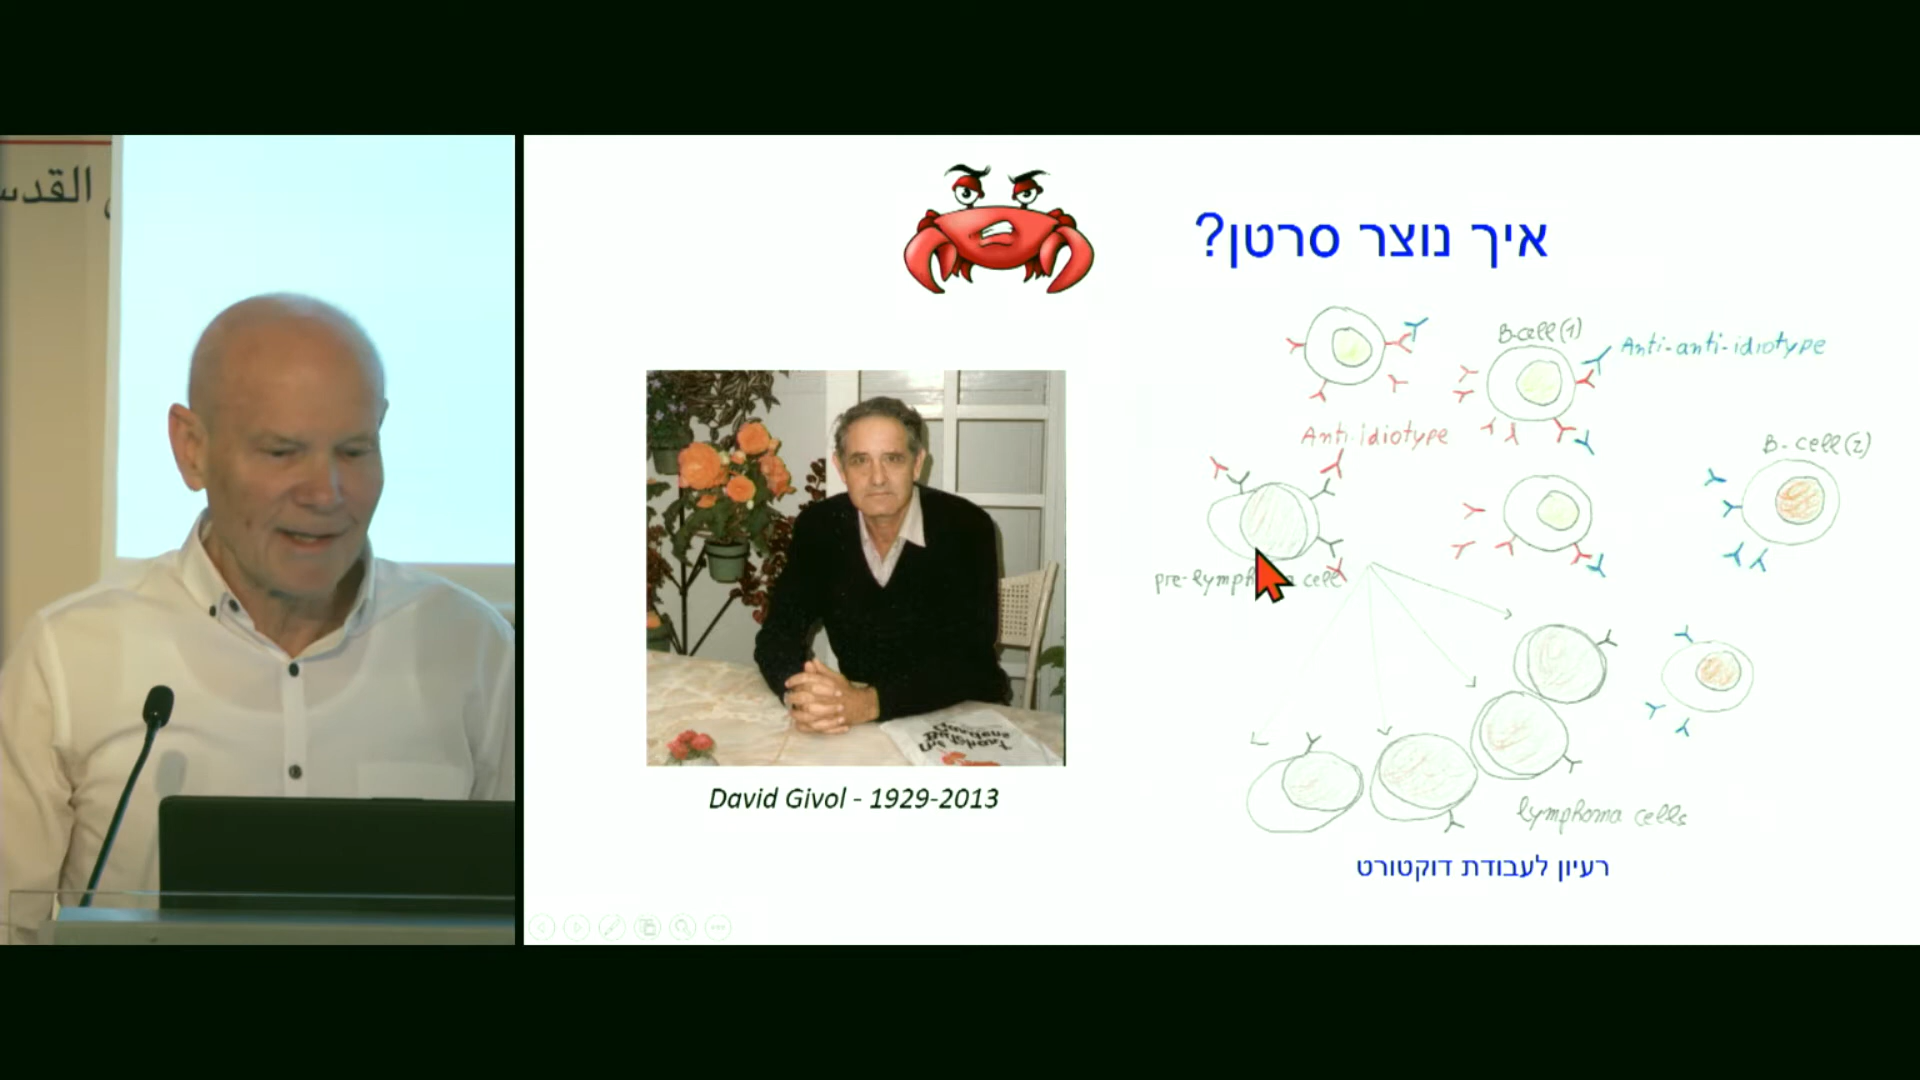 القدس
איך נוצר סרטן?
B-cell (1)
Anti-anti-idiotype
Anti-idiotype
B-cell (2)
pre-lymphoma cell
lymphoma cells
David Givol - 1929-2013
רעיון לעבודת דוקטורט